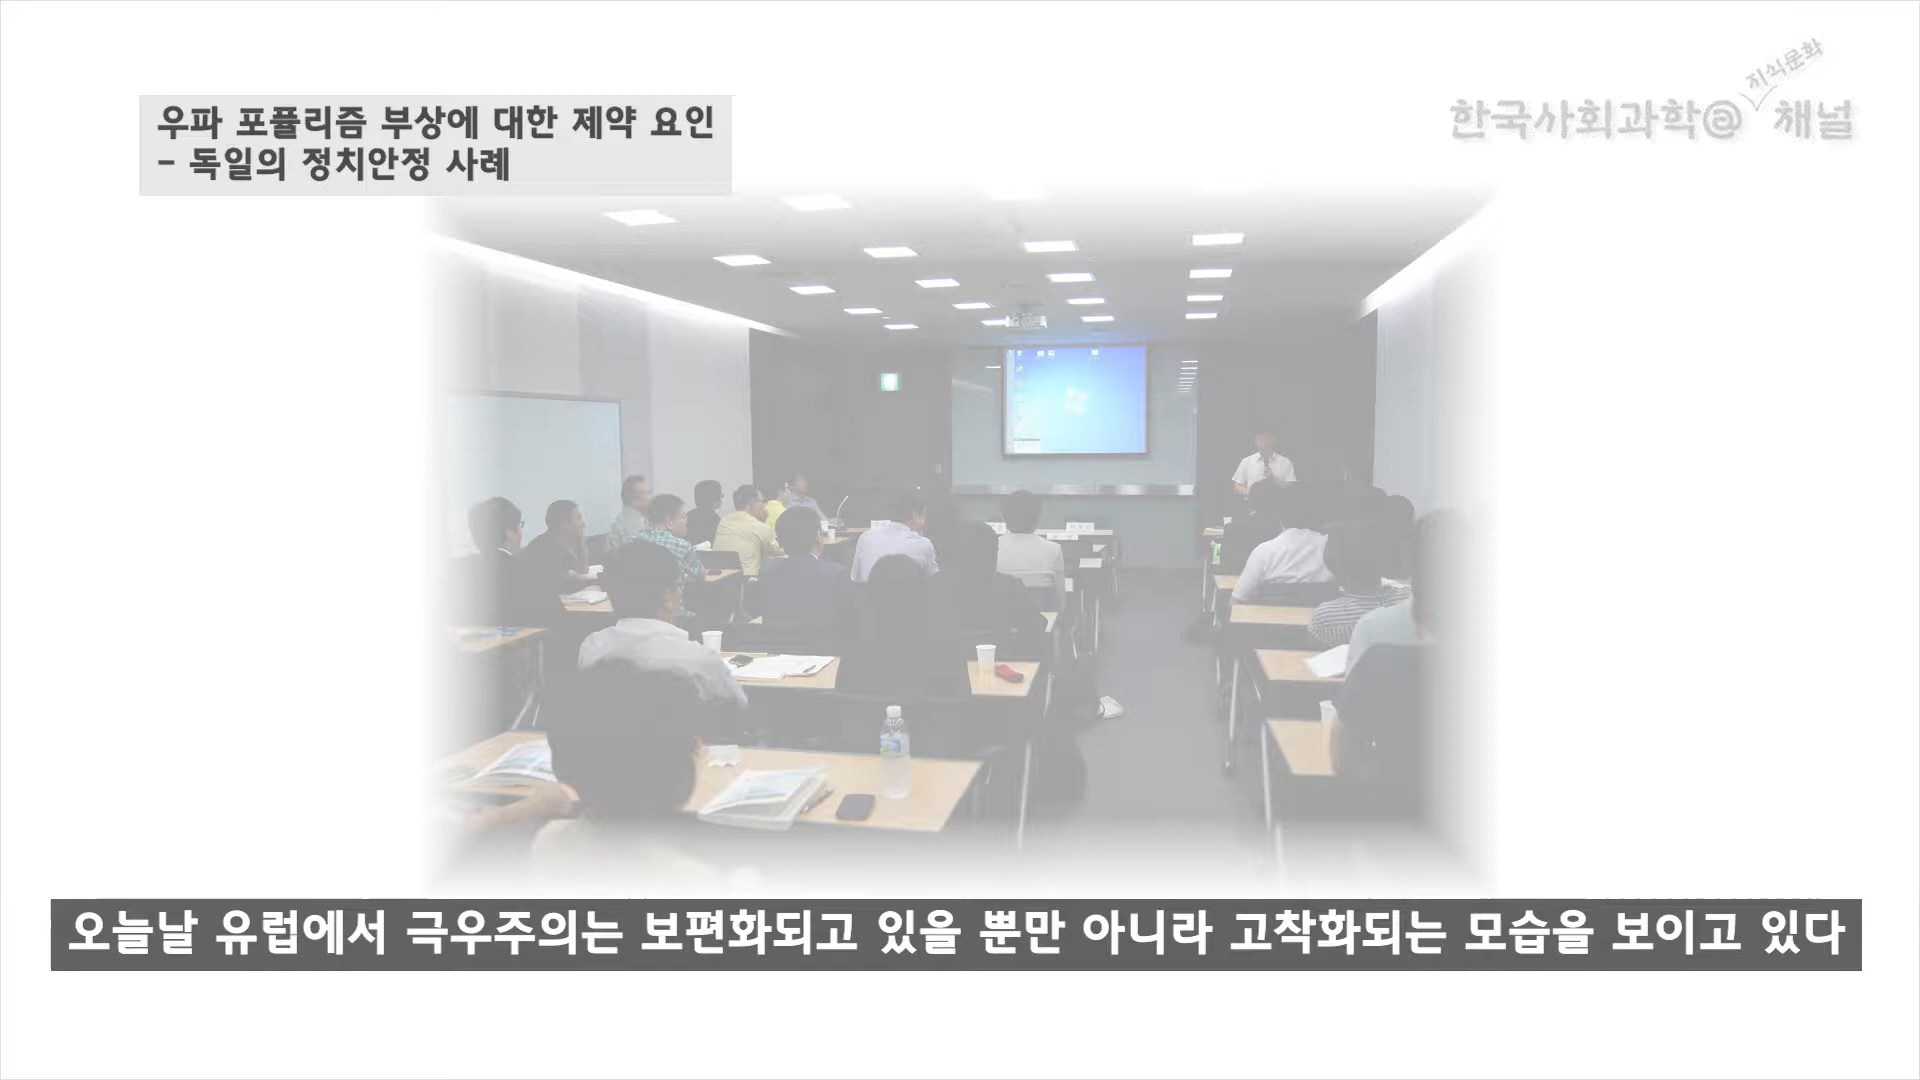 우파 포퓰리즘 부상에 대한 제약 요인
- 독일의 정치안정 사례
지식문화
한국사회과학@ 채널
오늘날 유럽에서 극우주의는 보편화되고 있을 뿐만 아니라 고착화되는 모습을 보이고 있다